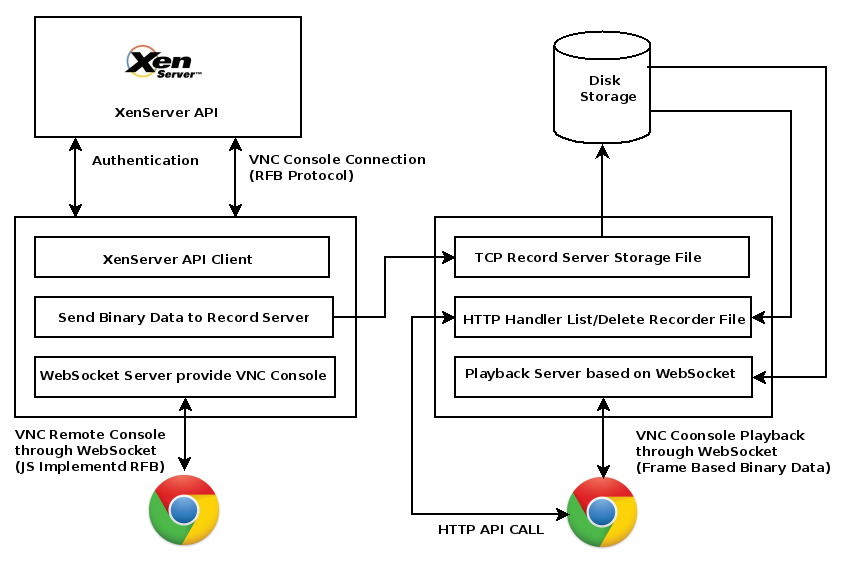 Xen
Server™
XenServer API
Disk
Storage
Authentication
VNC Console Connection
(RFB Protocol)
XenServer API Client
Send Binary Data to Record Server
WebSocket Server provide VNC Console
TCP Record Server Storage File
HTTP Handler List/Delete Recorder File
Playback Server based on WebSocket
VNC Remote Console
through WebSocket
(JS Implementd RFB)
VNC Coonsole Playback
through WebSocket
(Frame Based Binary Data)
HTTP API CALL